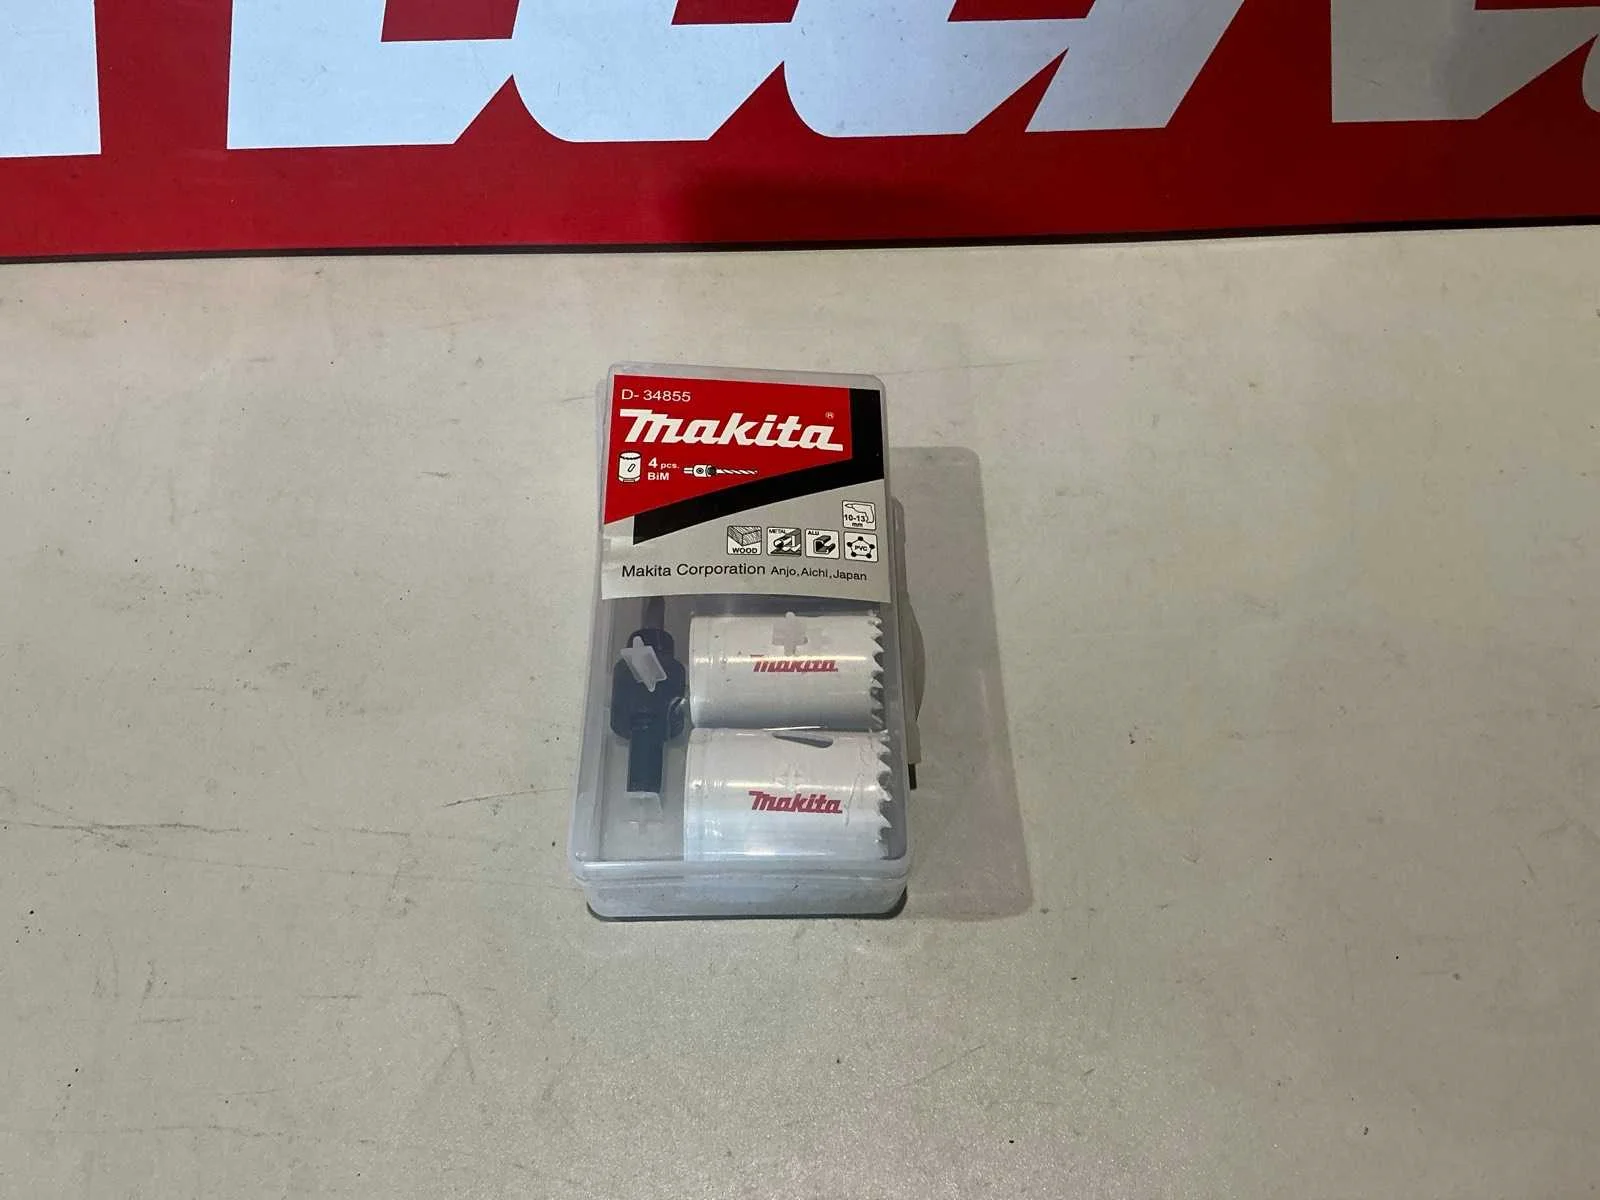 D- 34855
makita®
4 pcs.
BiM
10-13
mm
WOOD
METAL
ALU
PVC
Makita Corporation Anjo,Aichi,Japan
makita
makita